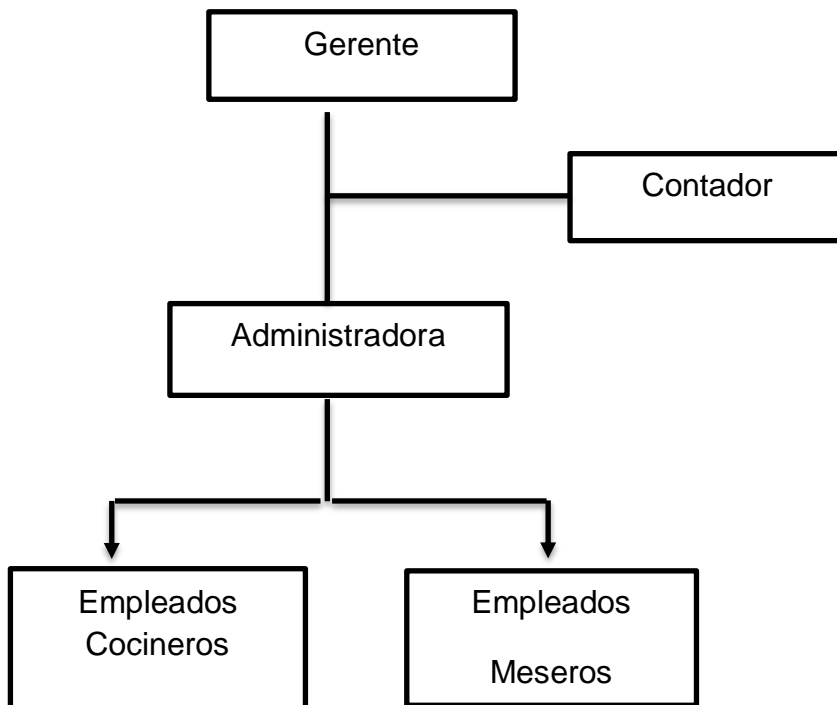 Gerente
Contador
Administradora
Empleados
Cocineros
Empleados
Meseros